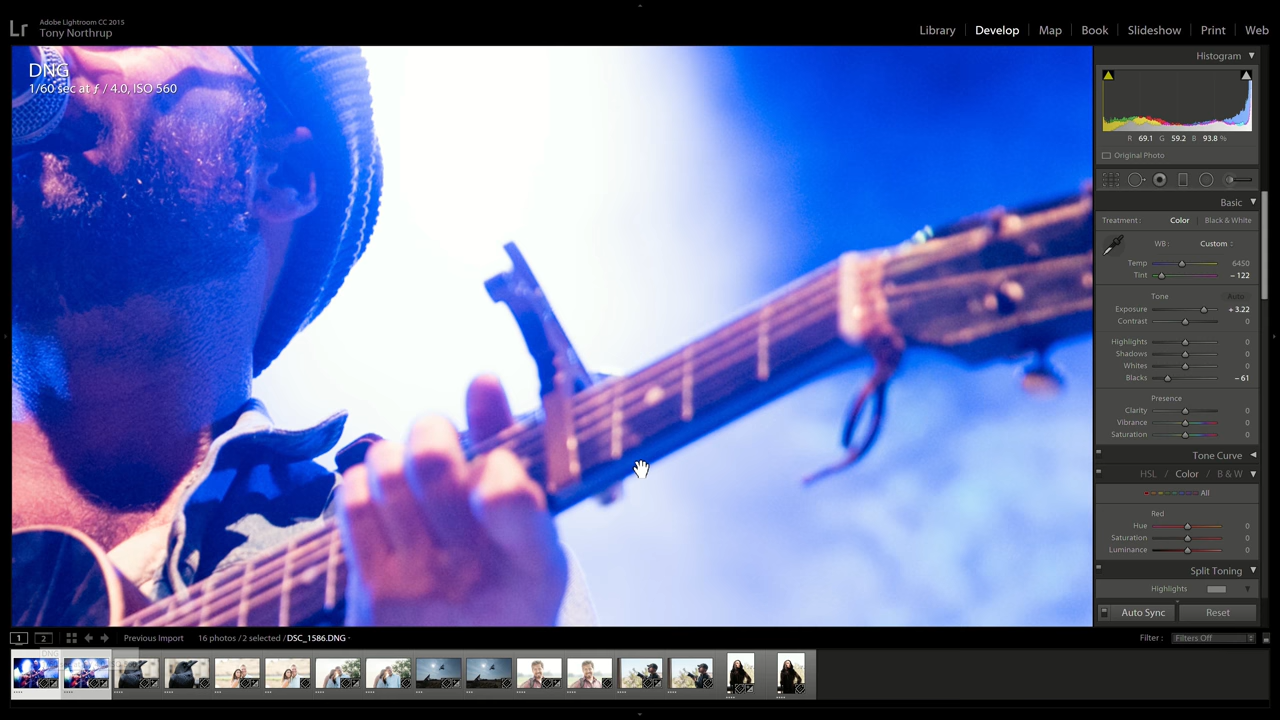 Lr Adobe Lightroom CC 2015
Tony Northrup
Library | Develop | Map | Book | Slideshow | Print | Web
DNG
1/60 sec at ƒ / 4.0, ISO 560
Histogram
R 69.1 G 59.2 B 93.8 %
Original Photo
Basic
Treatment : Color Black & White
WB : Custom
Temp 6450
Tint – 122
Tone Auto
Exposure + 3.22
Contrast 0
Highlights 0
Shadows 0
Whites 0
Blacks – 61
Presence
Clarity 0
Vibrance 0
Saturation 0
Tone Curve
HSL / Color / B & W
All
Red
Hue 0
Saturation 0
Luminance 0
Split Toning
Highlights
Auto Sync Reset
1 2 Previous Import 16 photos / 2 selected / DSC_1586.DNG Filter : Filters Off
DNG